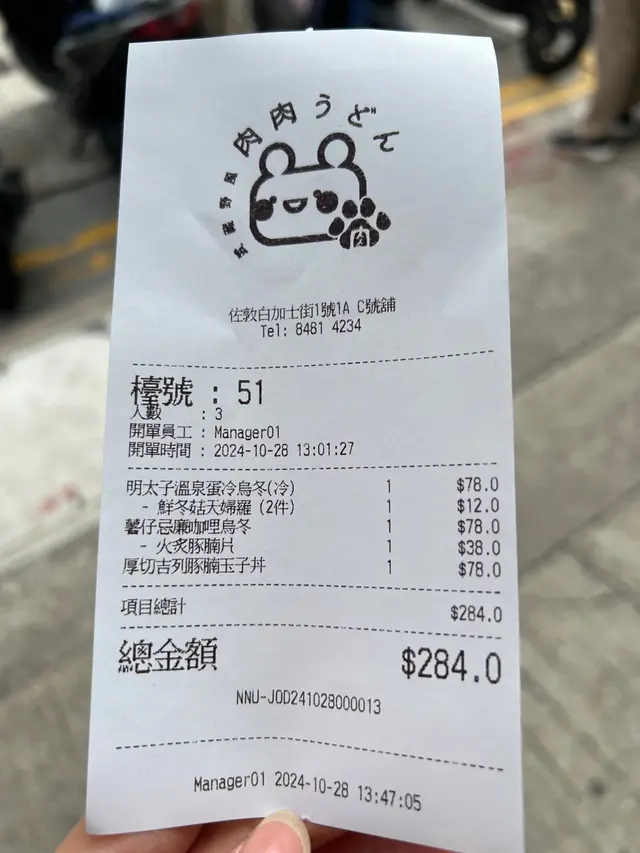 武蔵野風
肉肉うどん
肉
佐敦白加士街1號1A C號舖
Tel: 8481 4234
檯號 : 51
人數 : 3
開單員工 : Manager01
開單時間 : 2024-10-28 13:01:27
明太子溫泉蛋冷烏冬(冷) 1 $78.0
- 鮮冬菇天婦羅 (2件) 1 $12.0
薯仔忌廉咖哩烏冬 1 $78.0
- 火炙豚腩片 1 $38.0
厚切吉列豚腩玉子丼 1 $78.0
項目總計 $284.0
總金額 $284.0
NNU-JOD241028000013
Manager01 2024-10-28 13:47:05